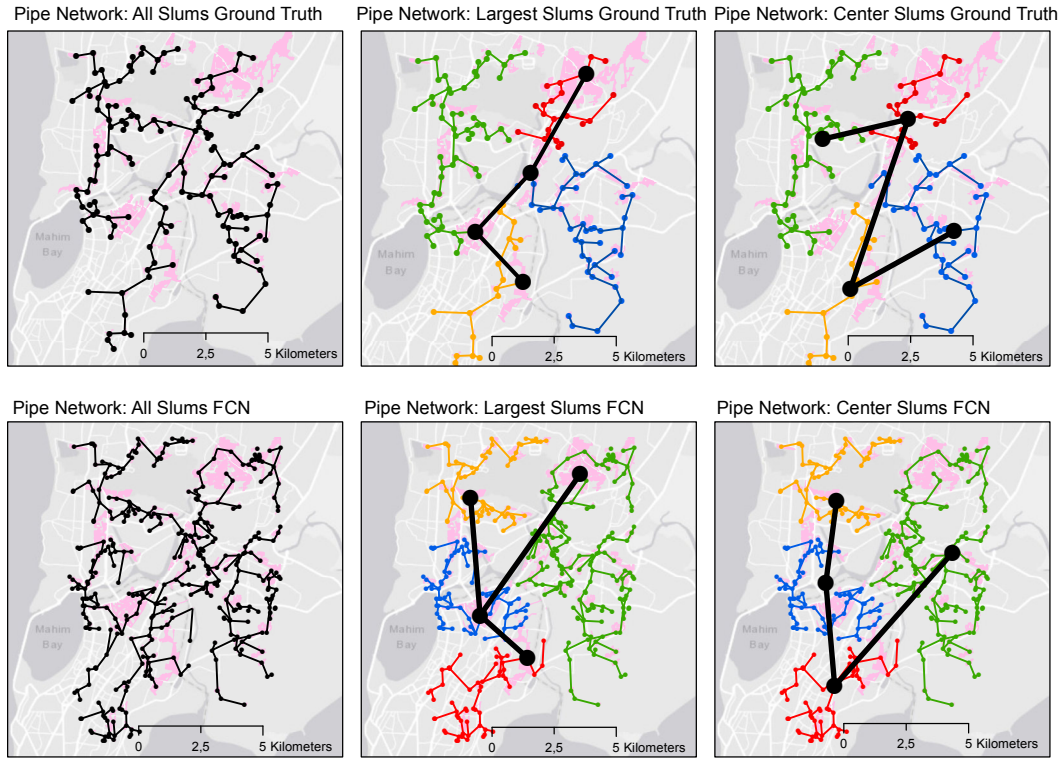 Pipe Network: All Slums Ground Truth
Pipe Network: Largest Slums Ground Truth
Pipe Network: Center Slums Ground Truth
Mahim
Bay
0 2,5 5 Kilometers
Mahim
Bay
0 2,5 5 Kilometers
Mahim
Bay
0 2,5 5 Kilometers
Pipe Network: All Slums FCN
Pipe Network: Largest Slums FCN
Pipe Network: Center Slums FCN
Mahim
Bay
0 2,5 5 Kilometers
Mahim
Bay
0 2,5 5 Kilometers
Mahim
Bay
0 2,5 5 Kilometers